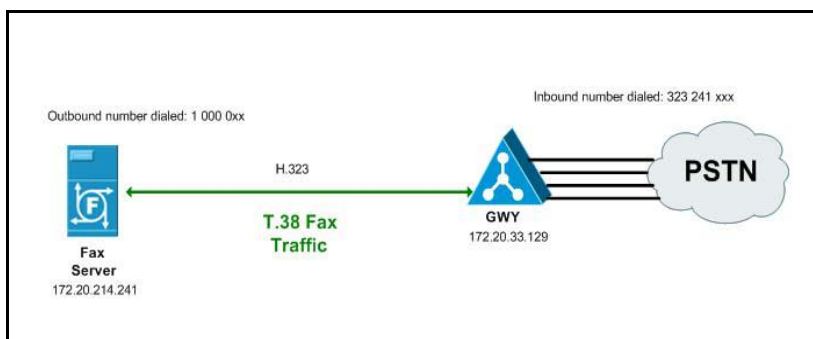 Outbound number dialed: 1 000 0xx
Inbound number dialed: 323 241 xxx
F
Fax
Server
172.20.214.241
H.323
T.38 Fax
Traffic
GWY
172.20.33.129
PSTN